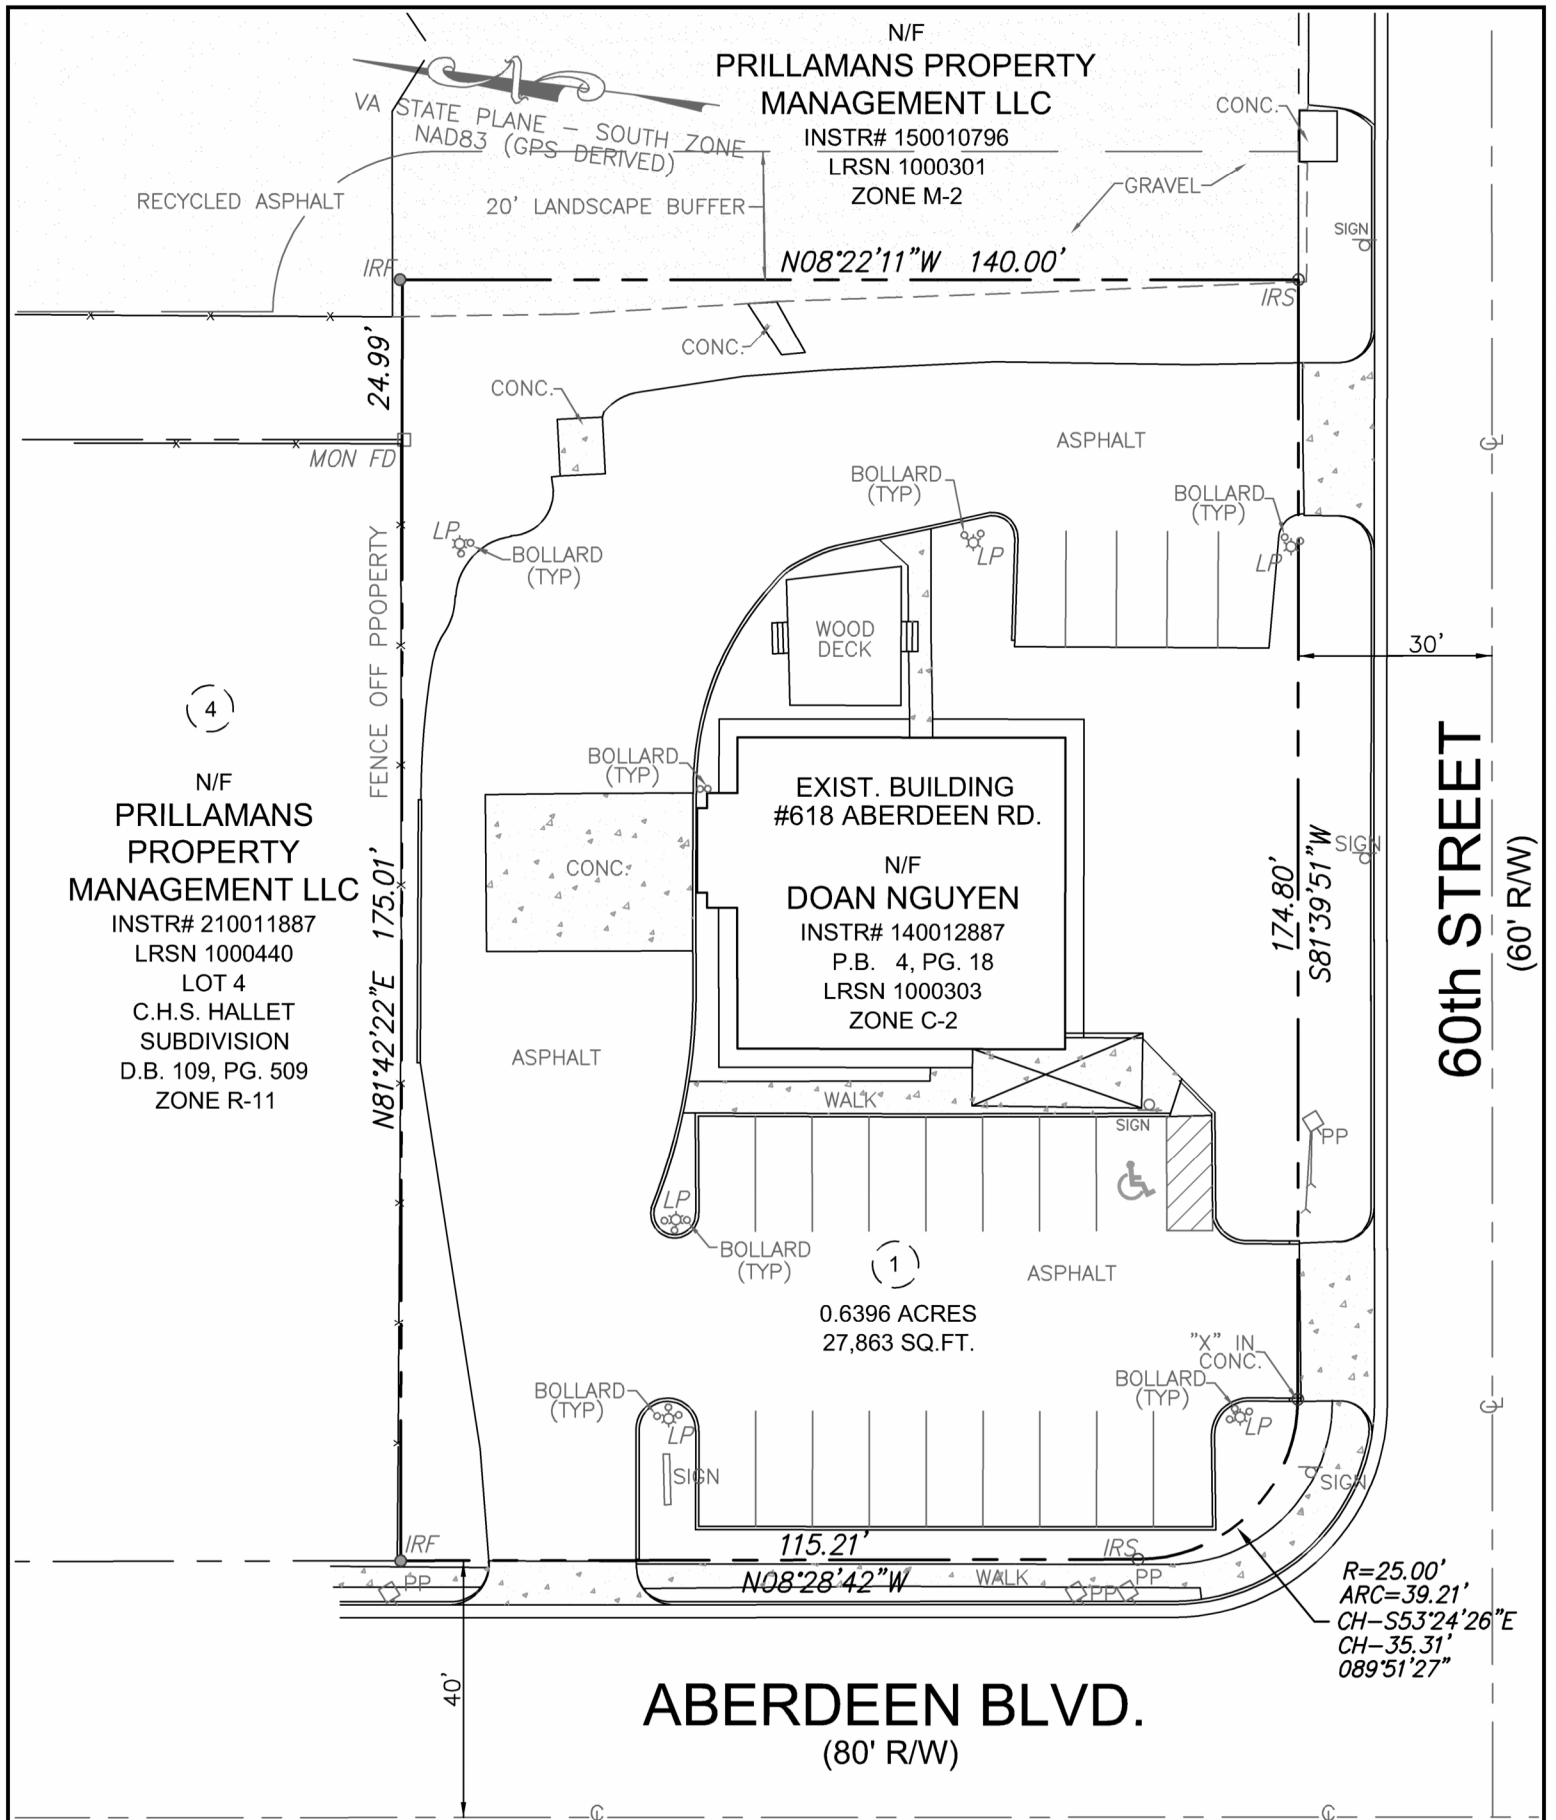 N/F
PRILLAMANS PROPERTY
MANAGEMENT LLC
INSTR# 150010796
LRSN 1000301
ZONE M-2
VA STATE PLANE – SOUTH ZONE
NAD83 (GPS DERIVED)
CONC.
RECYCLED ASPHALT
20' LANDSCAPE BUFFER
GRAVEL
SIGN
IRF
N08°22'11"W 140.00'
IRS
24.99'
CONC.
CONC.
ASPHALT
MON FD
BOLLARD
(TYP)
LP
BOLLARD
(TYP)
LP
LP
BOLLARD
(TYP)
FENCE OFF PPOPERTY
WOOD
DECK
30'
4
N/F
PRILLAMANS
PROPERTY
MANAGEMENT LLC
INSTR# 210011887
LRSN 1000440
LOT 4
C.H.S. HALLET
SUBDIVISION
D.B. 109, PG. 509
ZONE R-11
N81°42'22"E 175.01'
BOLLARD
(TYP)
CONC.
EXIST. BUILDING
#618 ABERDEEN RD.
N/F
DOAN NGUYEN
INSTR# 140012887
P.B. 4, PG. 18
LRSN 1000303
ZONE C-2
174.80'
S81°39'51"W
SIGN
60th STREET
(60' R/W)
ASPHALT
WALK
SIGN
PP
LP
BOLLARD
(TYP)
1
ASPHALT
0.6396 ACRES
27,863 SQ.FT.
"X" IN
CONC.
BOLLARD
(TYP)
LP
BOLLARD
(TYP)
LP
SIGN
SIGN
IRF
115.21'
IRS
N08°28'42"W
WALK
PP
PP
PP
R=25.00'
ARC=39.21'
CH–S53°24'26"E
CH–35.31'
089°51'27"
40'
ABERDEEN BLVD.
(80' R/W)